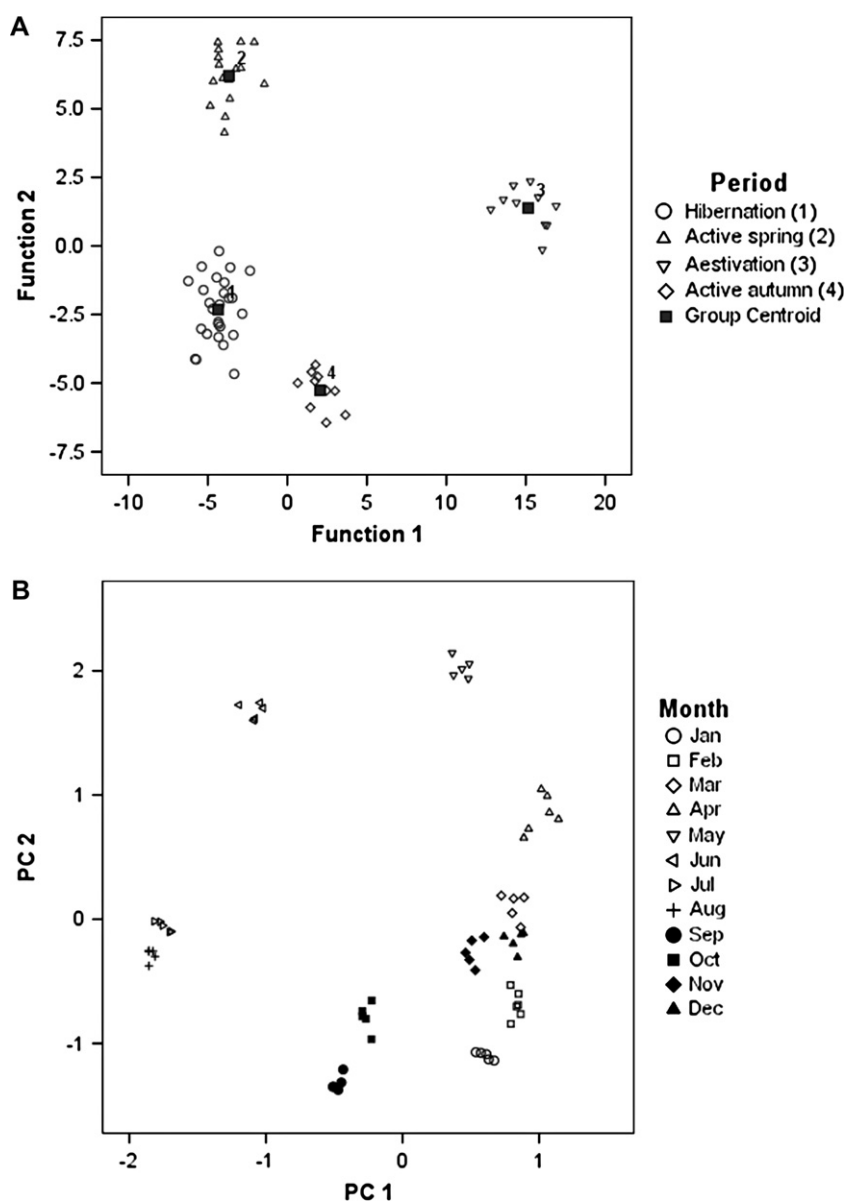 A
7.5
5.0
2.5
0.0
-2.5
-5.0
-7.5
Function 2
2
3
1
4
-10
-5
0
5
10
15
20
Function 1
Period
Hibernation (1)
Active spring (2)
Aestivation (3)
Active autumn (4)
Group Centroid
B
2
1
0
-1
PC 2
-2
-1
0
1
PC 1
Month
Jan
Feb
Mar
Apr
May
Jun
Jul
Aug
Sep
Oct
Nov
Dec